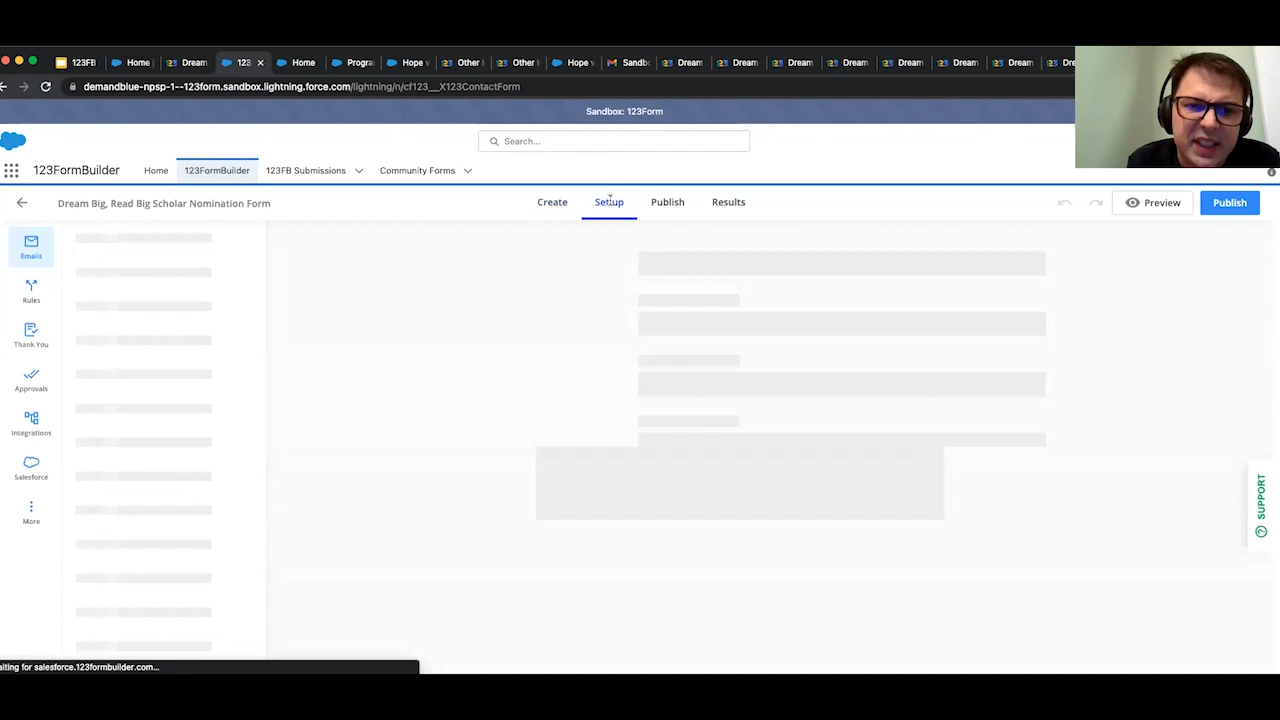 123FB Home Dream 123 Home Progra Hope Other Other Hope Sandb Dream Dream Dream Dream Dream Dream Dream Dre
demandblue-npsp-1--123form.sandbox.lightning.force.com/lightning/n/cf123__X123ContactForm
Sandbox: 123Form
Search...
123FormBuilder Home 123FormBuilder 123FB Submissions Community Forms
Dream Big, Read Big Scholar Nomination Form Create Setup Publish Results Preview Publish
Emails
Rules
Thank You
Approvals
Integrations
Salesforce
More
SUPPORT
aiting for salesforce.123formbuilder.com...